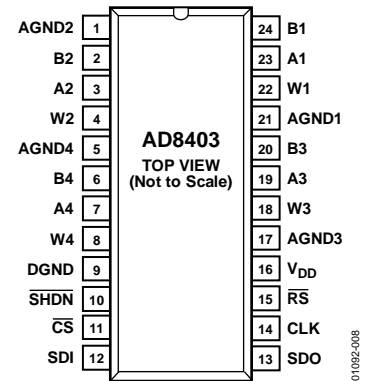 AGND2 1
B2 2
A2 3
W2 4
AGND4 5
B4 6
A4 7
W4 8
DGND 9
SHDN 10
CS 11
SDI 12
AD8403
TOP VIEW
(Not to Scale)
24 B1
23 A1
22 W1
21 AGND1
20 B3
19 A3
18 W3
17 AGND3
16 VDD
15 RS
14 CLK
13 SDO
01092-008